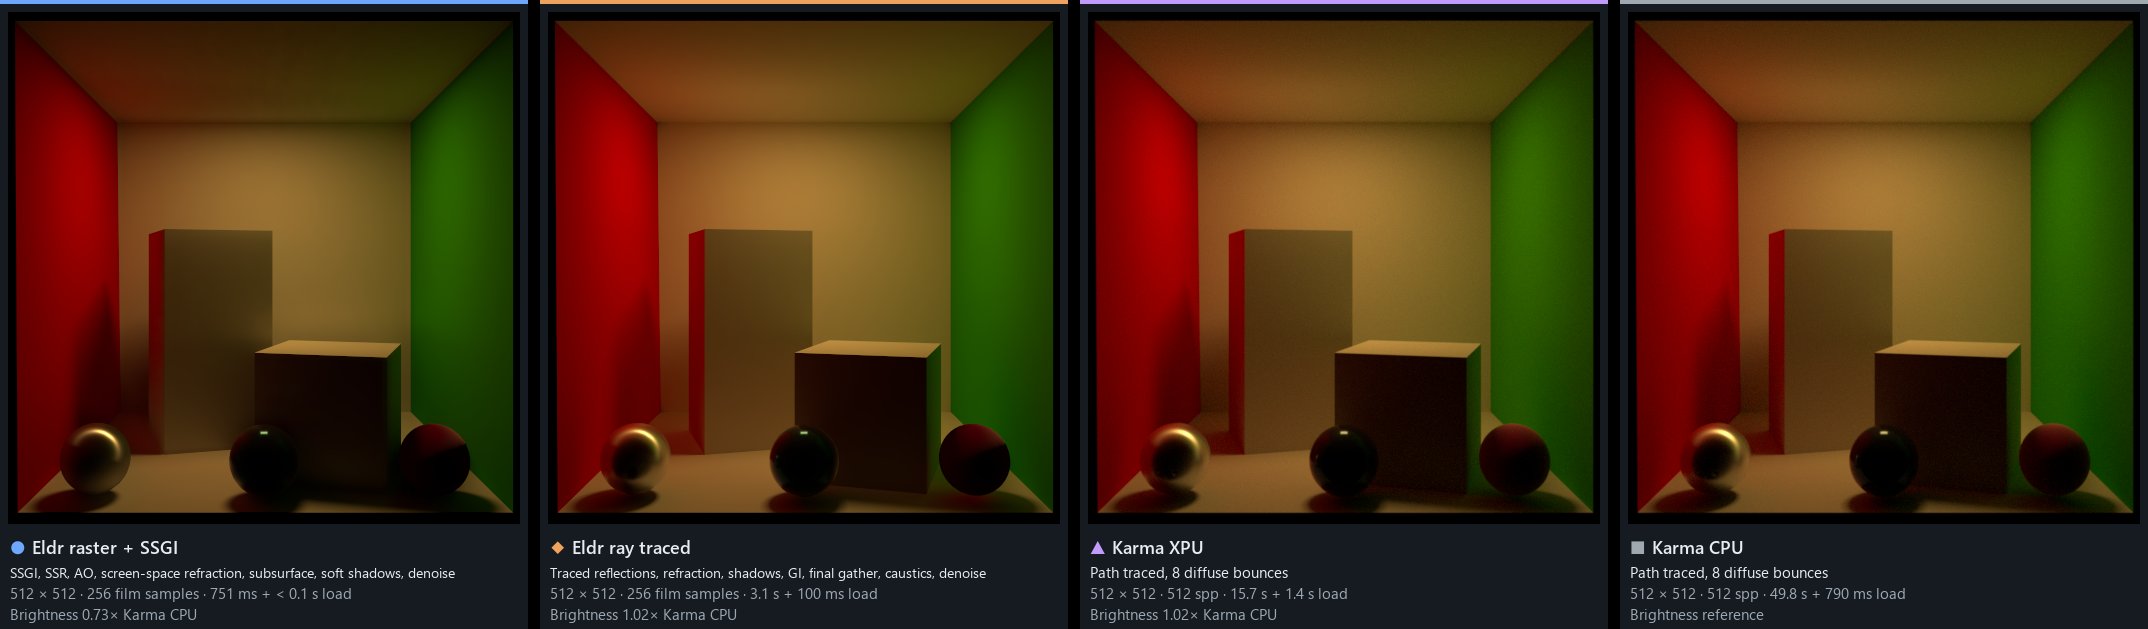 Eldr raster + SSGI
SSGI, SSR, AO, screen-space refraction, subsurface, soft shadows, denoise
512 × 512 · 256 film samples · 751 ms + < 0.1 s load
Brightness 0.73× Karma CPU
Eldr ray traced
Traced reflections, refraction, shadows, GI, final gather, caustics, denoise
512 × 512 · 256 film samples · 3.1 s + 100 ms load
Brightness 1.02× Karma CPU
Karma XPU
Path traced, 8 diffuse bounces
512 × 512 · 512 spp · 15.7 s + 1.4 s load
Brightness 1.02× Karma CPU
Karma CPU
Path traced, 8 diffuse bounces
512 × 512 · 512 spp · 49.8 s + 790 ms load
Brightness reference